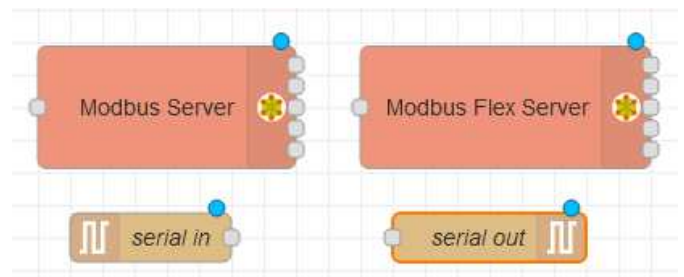 Modbus Server
Modbus Flex Server
serial in
serial out